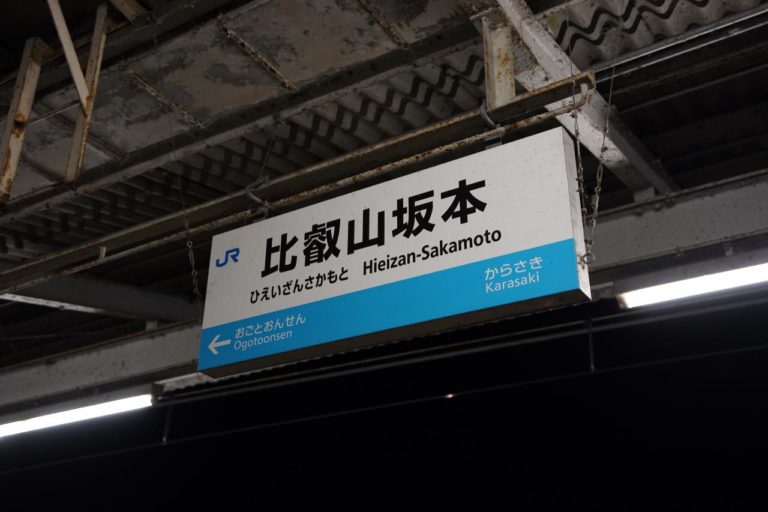 JR 比叡山坂本
ひえいざんさかもと Hieizan-Sakamoto
← おごとおんせん
Ogotoonsen
からさき
Karasaki